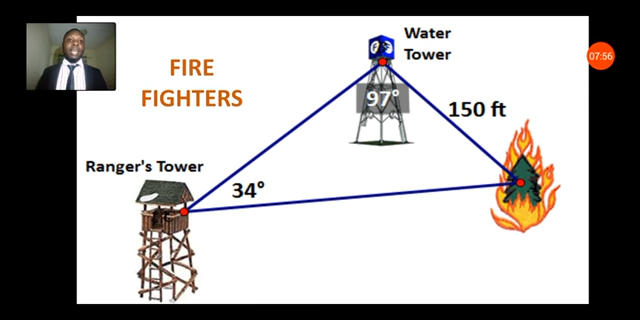 Water
Tower
07:56
FIRE
FIGHTERS
97°
150 ft
Ranger's Tower
34°